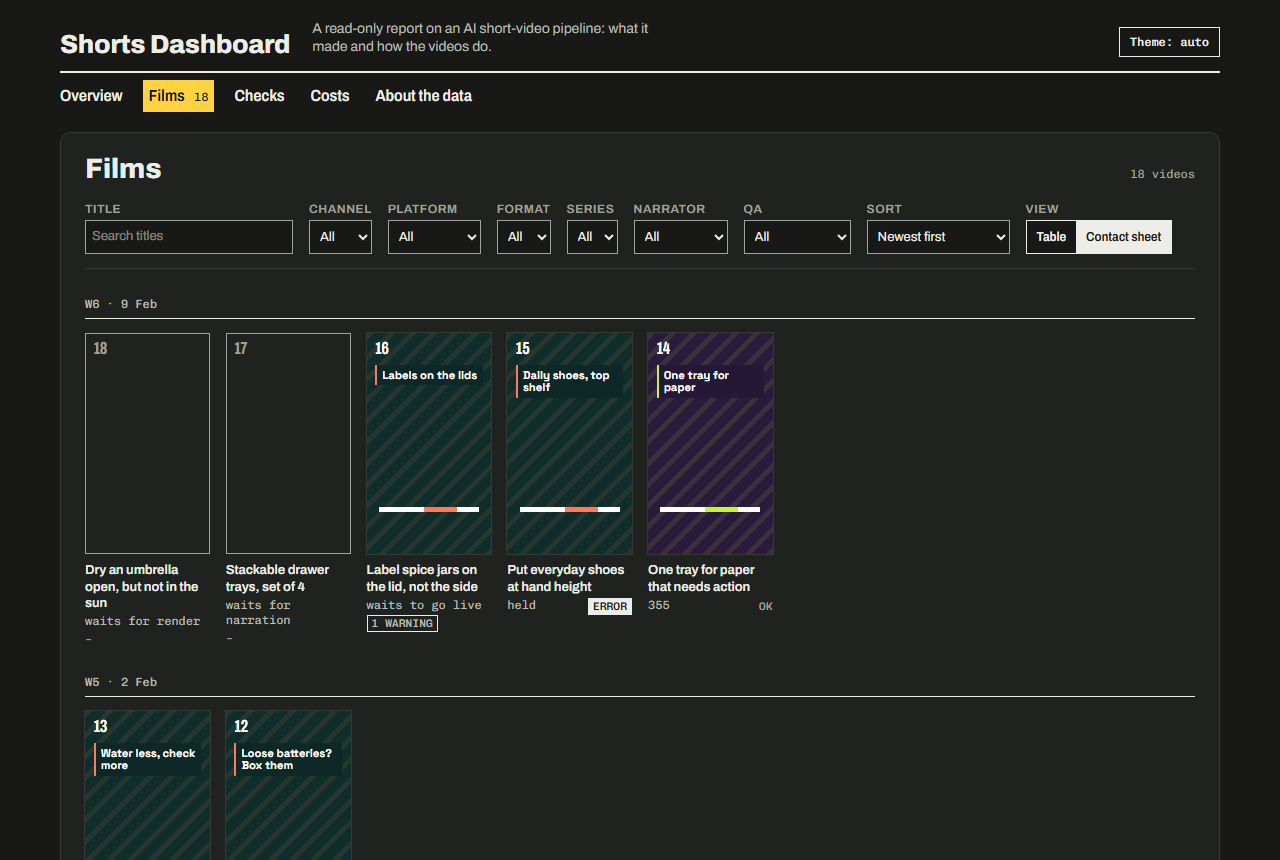 Shorts Dashboard
A read-only report on an AI short-video pipeline: what it
made and how the videos do.
Theme: auto
Overview
Films 18
Checks
Costs
About the data
Films
18 videos
TITLE
CHANNEL
PLATFORM
FORMAT
SERIES
NARRATOR
QA
SORT
VIEW
Search titles
All
All
All
All
All
All
Newest first
Table
Contact sheet
W6 · 9 Feb
18
17
16
Labels on the lids
15
Daily shoes, top
shelf
14
One tray for
paper
Dry an umbrella
open, but not in the
sun
waits for render
–
Stackable drawer
trays, set of 4
waits for
narration
–
Label spice jars on
the lid, not the side
waits to go live
1 WARNING
Put everyday shoes
at hand height
held
ERROR
One tray for paper
that needs action
355
OK
W5 · 2 Feb
13
Water less, check
more
12
Loose batteries?
Box them